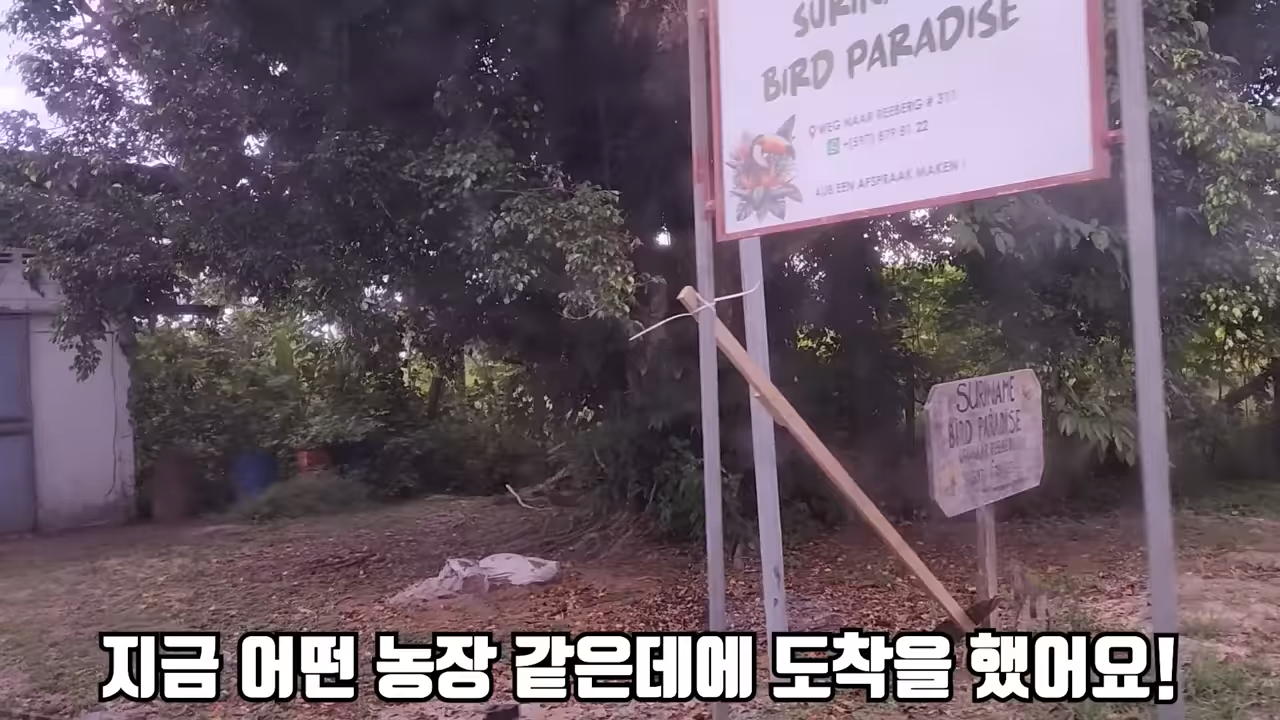 BIRD PARADISE
WEG NAAR REEBERG # 311
+(597) 879 81 22
AUB EEN AFSPRAAK MAKEN !
SURINAME
BIRD PARADISE
지금 어떤 농장 같은데에 도착을 했어요!